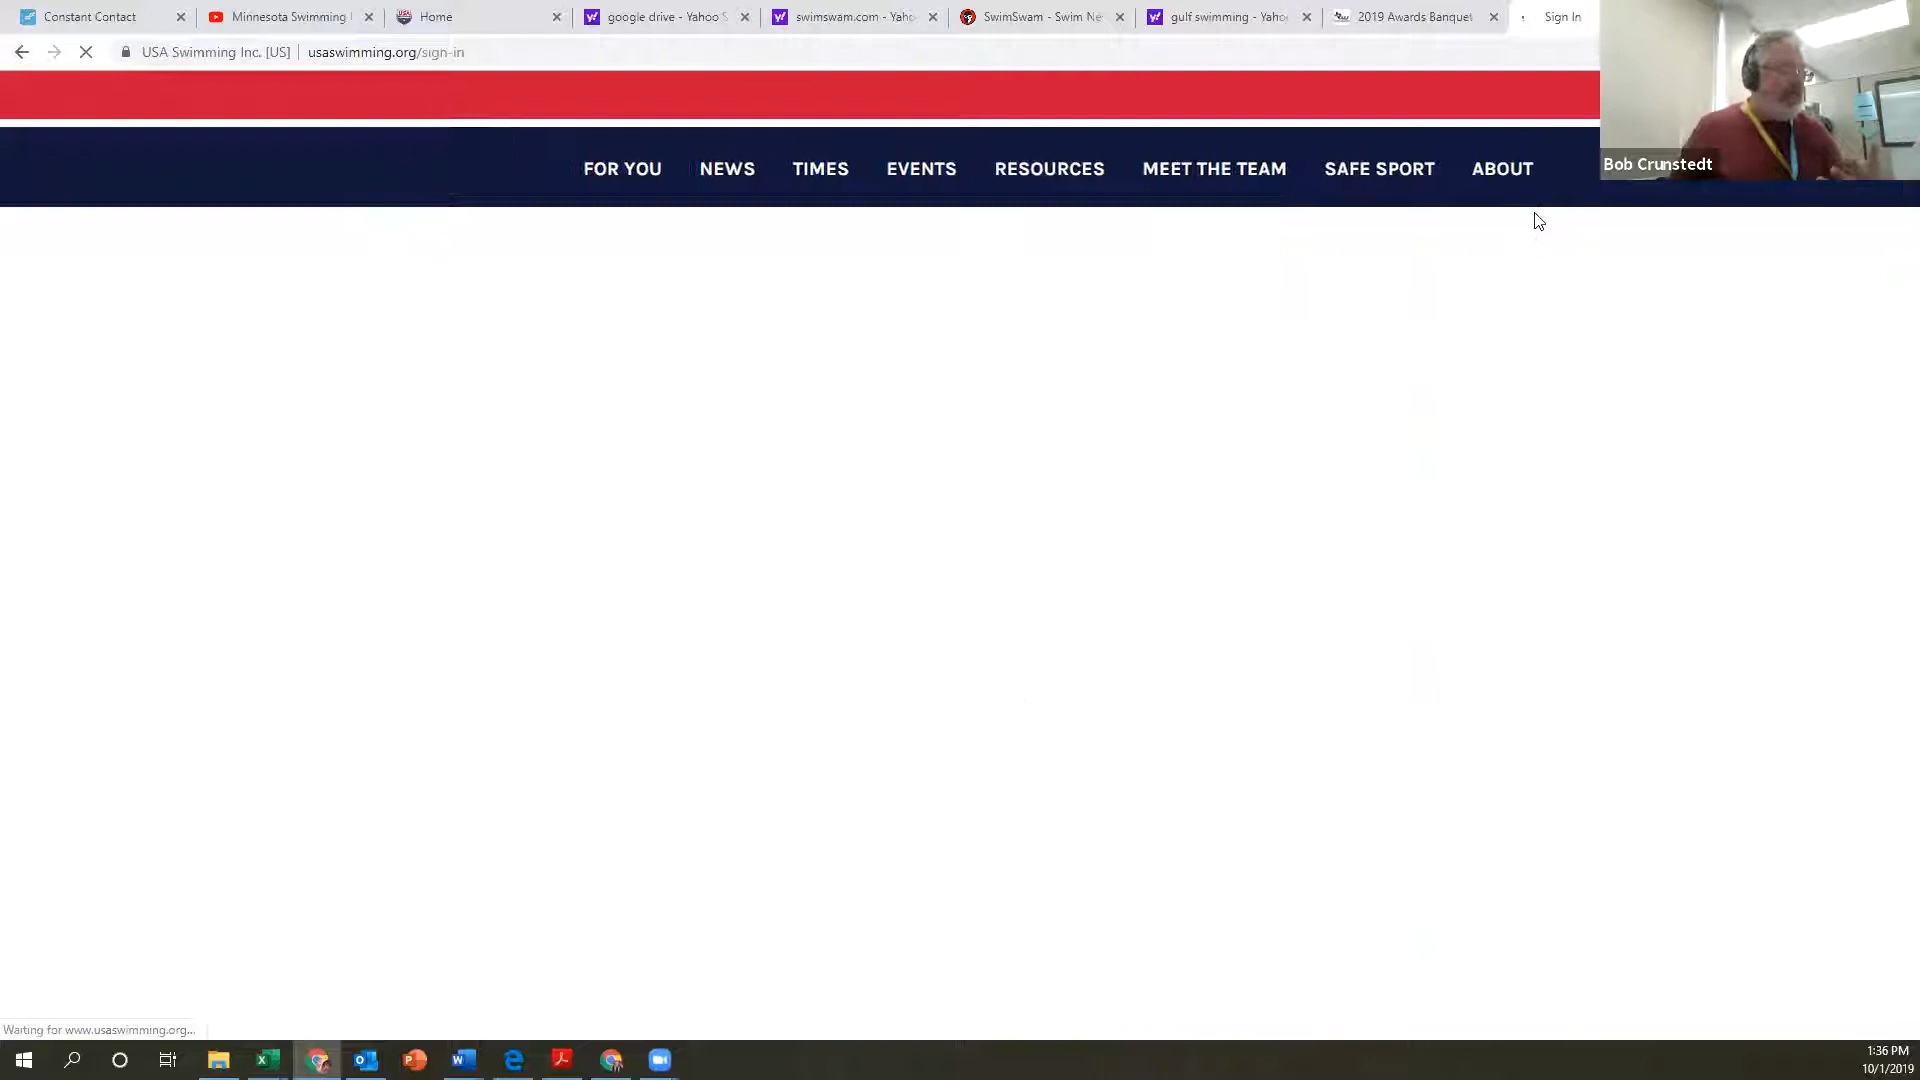 Constant Contact
Minnesota Swimming
Home
google drive - Yahoo S
swimswam.com - Yaho
SwimSwam - Swim Ne
gulf swimming - Yaho
2019 Awards Banquet
Sign In
USA Swimming Inc. [US] usaswimming.org/sign-in
FOR YOU NEWS TIMES EVENTS RESOURCES MEET THE TEAM SAFE SPORT ABOUT
Bob Crunstedt
Waiting for www.usaswimming.org...
1:36 PM
10/1/2019